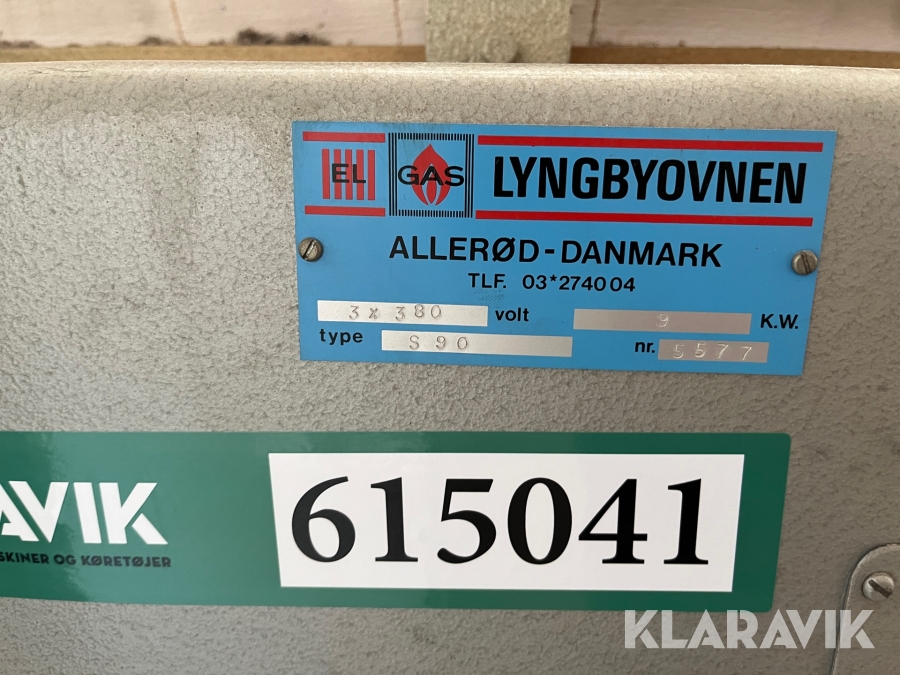 EL GAS LYNGBYOVNEN
ALLERØD-DANMARK
TLF. 03*274004
3 x 380 volt 9 K.W.
type S 90 nr. 5577
AVIK 615041
SKINER OG KØRETØJER
KLARAVIK